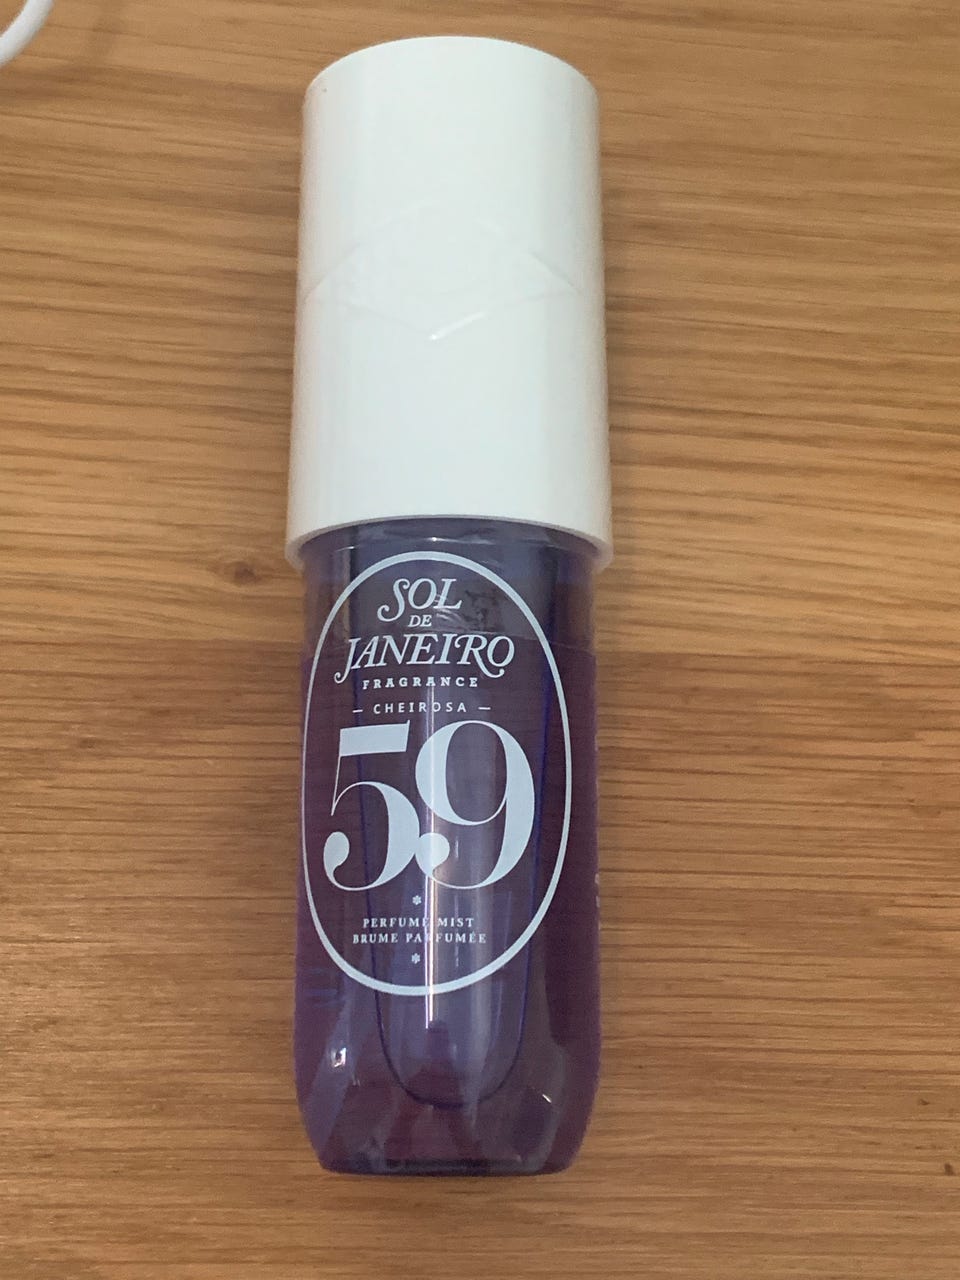 SOL
DE
JANEIRO
FRAGRANCE
– CHEIROSA –
59
PERFUME MIST
BRUME PARFUMÉE